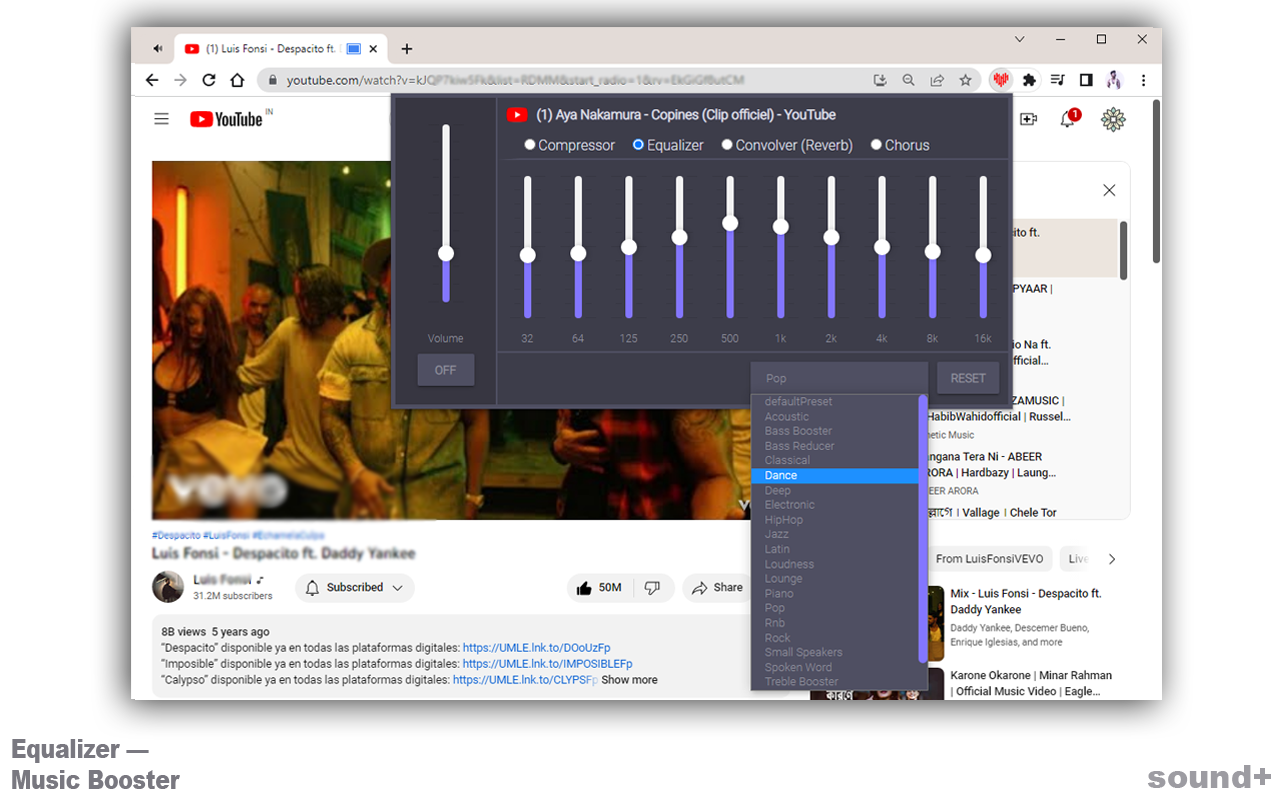 (1) Luis Fonsi - Despacito ft.
youtube.com/watch?v=kJQP7kiw5Fk&list=RDMM&start_radio=1&rv=EkGiGfButCM
YouTube IN
1
(1) Aya Nakamura - Copines (Clip officiel) - YouTube
Compressor Equalizer Convolver (Reverb) Chorus
32 64 125 250 500 1k 2k 4k 8k 16k
Volume
OFF
Pop
RESET
defaultPreset
Acoustic
Bass Booster
Bass Reducer
Classical
Dance
Deep
Electronic
HipHop
Jazz
Latin
Loudness
Lounge
Piano
Pop
Rnb
Rock
Small Speakers
Spoken Word
Treble Booster
ito ft.
PYAAR |
io Na ft.
fficial...
ZAMUSIC |
HabibWahidofficial | Russel...
netic Music
ngana Tera Ni - ABEER
RORA | Hardbazy | Laung...
EER ARORA
| Vallage | Chele Tor
vevo
#Despacito #LuisFonsi #EchameLaCulpa
Luis Fonsi - Despacito ft. Daddy Yankee
Luis Fonsi
31.2M subscribers
Subscribed
50M
Share
8B views 5 years ago
“Despacito” disponible ya en todas las plataformas digitales: https://UMLE.lnk.to/DOoUzFp
“Imposible” disponible ya en todas las plataformas digitales: https://UMLE.lnk.to/IMPOSIBLEFp
“Calypso” disponible ya en todas las plataformas digitales: https://UMLE.lnk.to/CLYPSFp Show more
From LuisFonsiVEVO
Live
Mix - Luis Fonsi - Despacito ft.
Daddy Yankee
Daddy Yankee, Descemer Bueno,
Enrique Iglesias, and more
Karone Okarone | Minar Rahman
| Official Music Video | Eagle...
Equalizer —
Music Booster
sound+